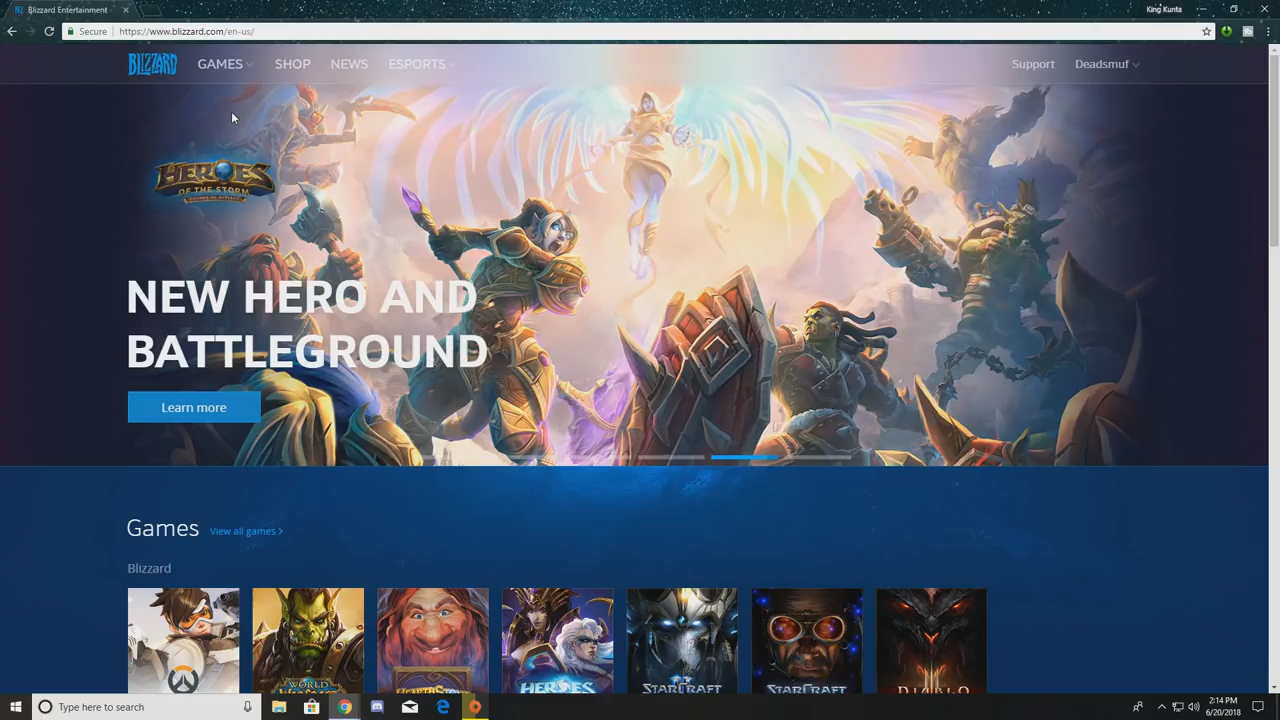 Blizzard Entertainment
King Kunta
Secure
https://www.blizzard.com/en-us/
BLIZZARD
GAMES
SHOP
NEWS
ESPORTS
Support
Deadsmuf
HEROES
OF THE STORM
NEW HERO AND
BATTLEGROUND
Learn more
Games
View all games >
Blizzard
WORLD
HEARTHSTONE
HEROES
STARCRAFT
STARCRAFT
DIABLO
Type here to search
2:14 PM
6/20/2018